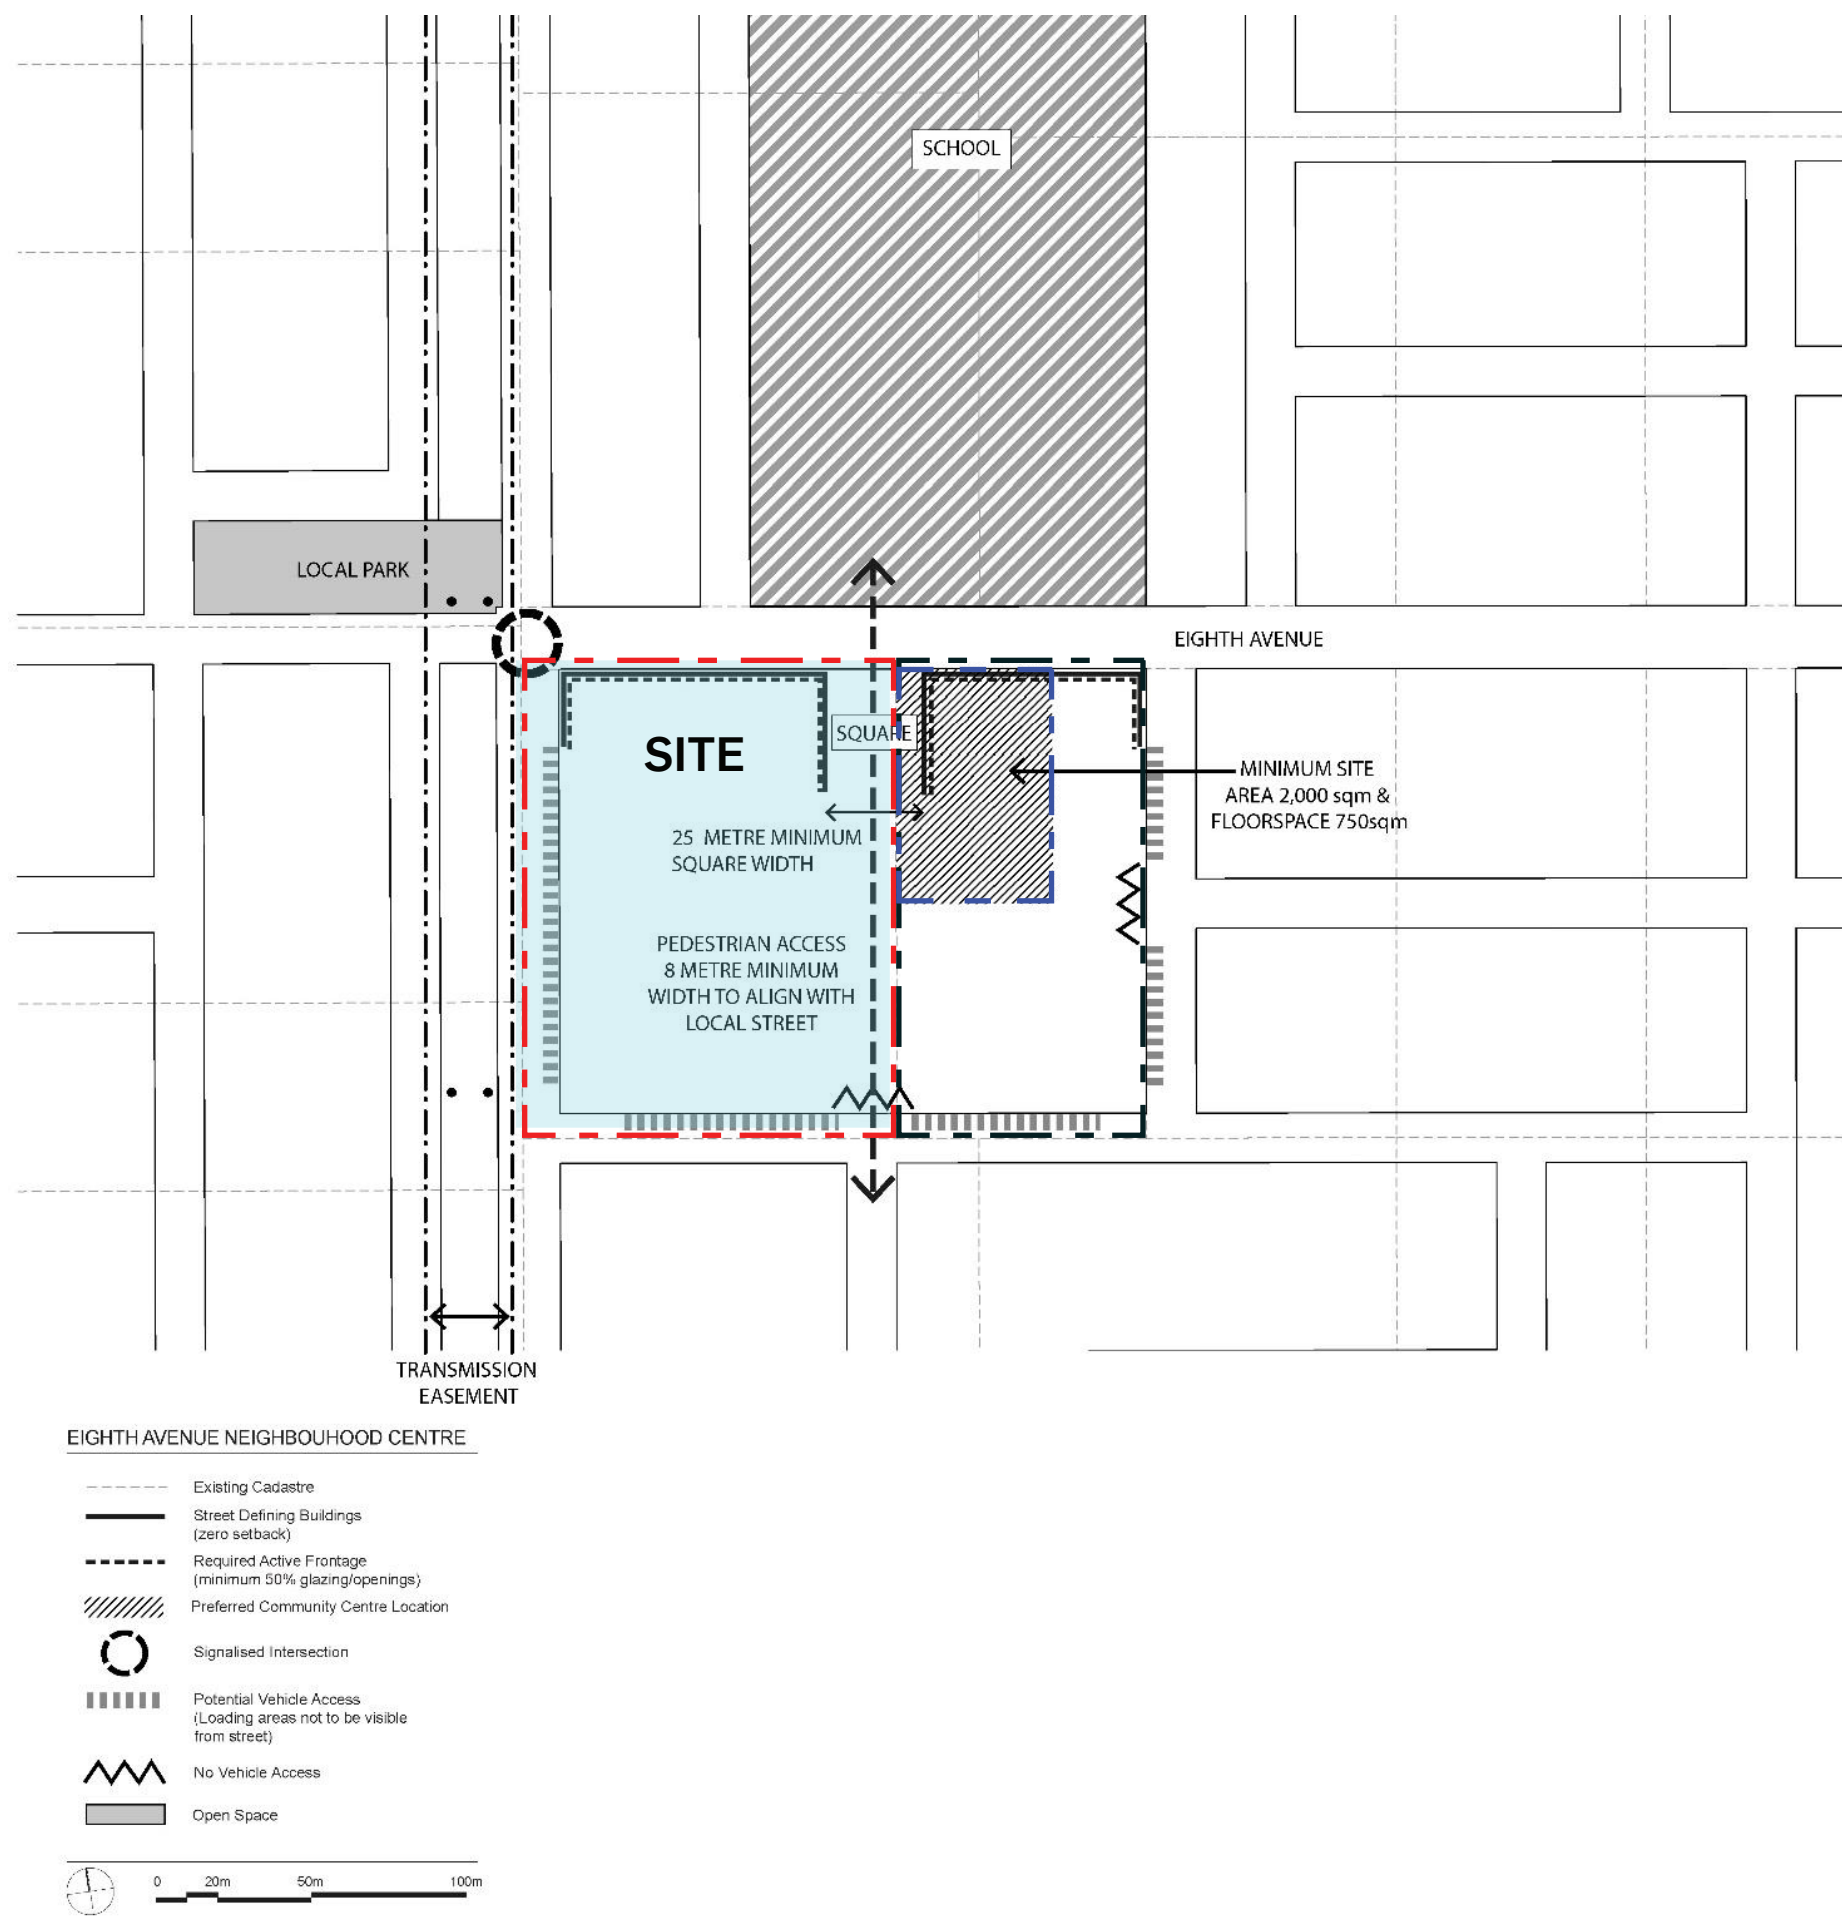 SCHOOL
LOCAL PARK
EIGHTH AVENUE
SITE
SQUARE
MINIMUM SITE
AREA 2,000 sqm &
FLOORSPACE 750sqm
25 METRE MINIMUM
SQUARE WIDTH
PEDESTRIAN ACCESS
8 METRE MINIMUM
WIDTH TO ALIGN WITH
LOCAL STREET
TRANSMISSION
EASEMENT
EIGHTH AVENUE NEIGHBOUHOOD CENTRE
Existing Cadastre
Street Defining Buildings
(zero setback)
Required Active Frontage
(minimum 50% glazing/openings)
Preferred Community Centre Location
Signalised Intersection
Potential Vehicle Access
(Loading areas not to be visible
from street)
No Vehicle Access
Open Space
0 20m 50m 100m